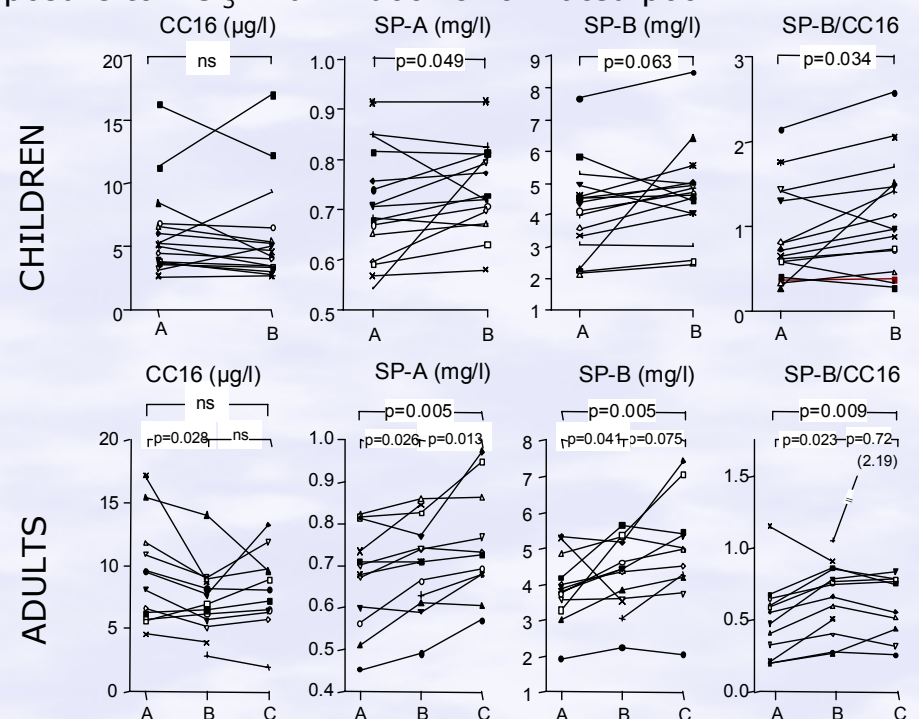 CC16 (µg/l) SP-A (mg/l) SP-B (mg/l) SP-B/CC16
ns p=0.049 p=0.063 p=0.034
CHILDREN
20 15 10 5 0
1.0 0.9 0.8 0.7 0.6 0.5
9 8 7 6 5 4 3 2 1
3 2 1 0
A B A B A B A B
CC16 (µg/l) SP-A (mg/l) SP-B (mg/l) SP-B/CC16
ns p=0.005 p=0.005 p=0.009
p=0.028 ns p=0.026 p=0.013 p=0.041 p=0.075 p=0.023 p=0.72
(2.19)
ADULTS
20 15 10 5 0
1.0 0.9 0.8 0.7 0.6 0.5 0.4
8 7 6 5 4 3 2 1
1.5 1.0 0.5 0.0
A B C A B C A B C A B C